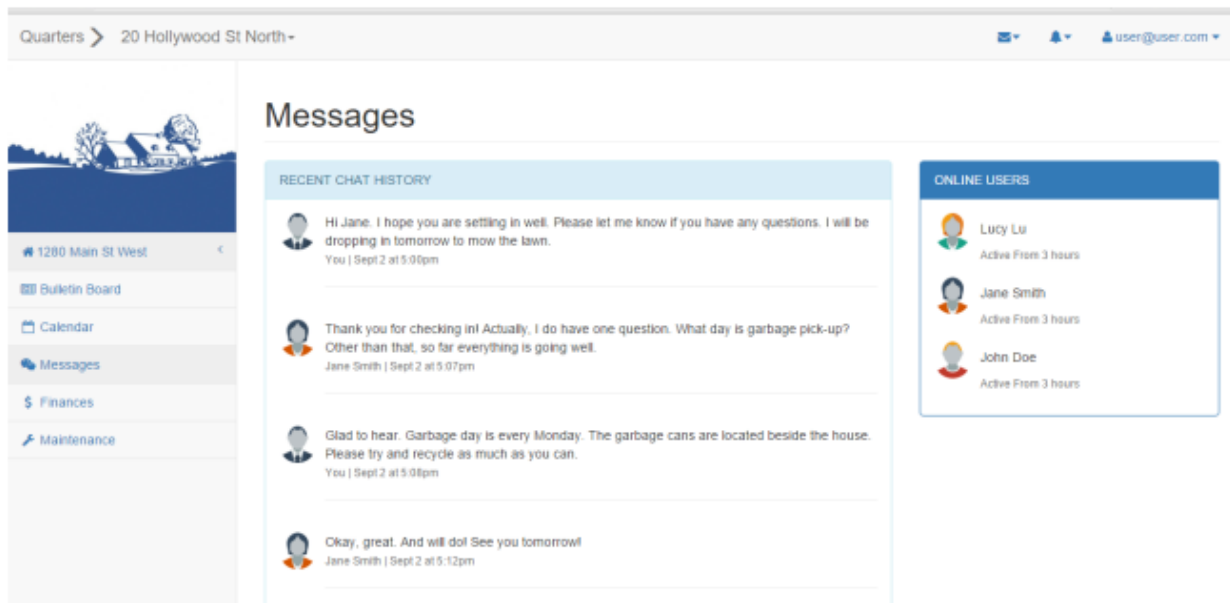 Quarters 20 Hollywood St North
user@user.com
1280 Main St West
Bulletin Board
Calendar
Messages
$ Finances
Maintenance
Messages
RECENT CHAT HISTORY
Hi Jane. I hope you are settling in well. Please let me know if you have any questions. I will be
dropping in tomorrow to mow the lawn.
You | Sept 2 at 5:00pm
Thank you for checking in! Actually, I do have one question. What day is garbage pick-up?
Other than that, so far everything is going well.
Jane Smith | Sept 2 at 5:07pm
Glad to hear. Garbage day is every Monday. The garbage cans are located beside the house.
Please try and recycle as much as you can.
You | Sept 2 at 5:08pm
Okay, great. And will do! See you tomorrow!
Jane Smith | Sept 2 at 5:12pm
ONLINE USERS
Lucy Lu
Active From 3 hours
Jane Smith
Active From 3 hours
John Doe
Active From 3 hours